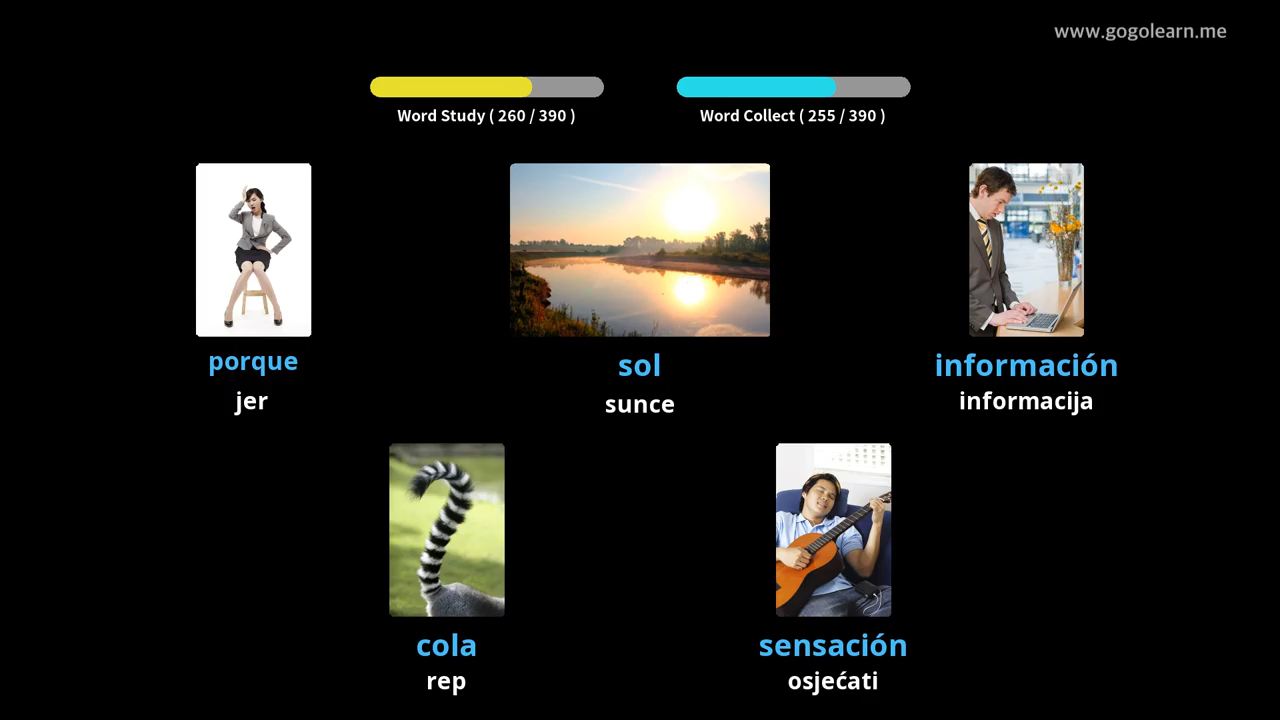 www.gogolearn.me
Word Study ( 260 / 390 )
Word Collect ( 255 / 390 )
porque
jer
sol
sunce
información
informacija
cola
rep
sensación
osjećati